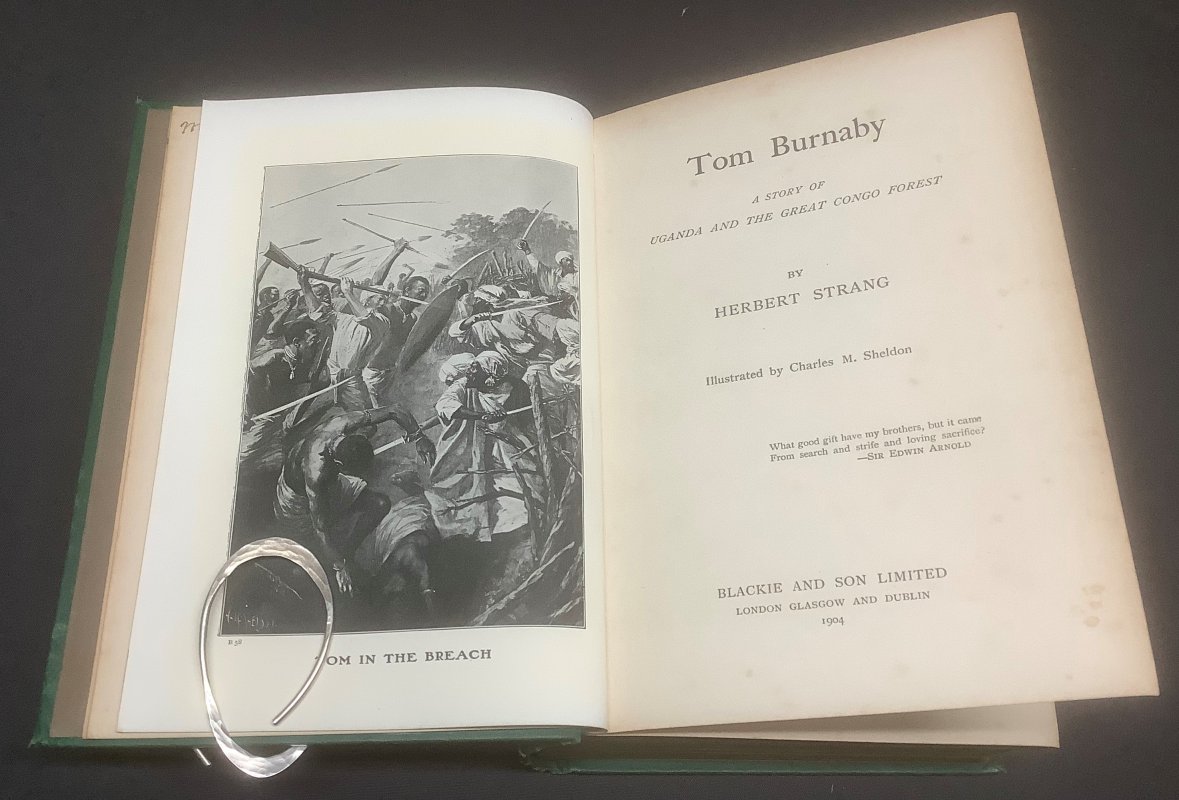 TOM IN THE BREACH
B 38
Tom Burnaby
A STORY OF
UGANDA AND THE GREAT CONGO FOREST
BY
HERBERT STRANG
Illustrated by Charles M. Sheldon
What good gift have my brothers, but it came
From search and strife and loving sacrifice?
—SIR EDWIN ARNOLD
BLACKIE AND SON LIMITED
LONDON GLASGOW AND DUBLIN
1904